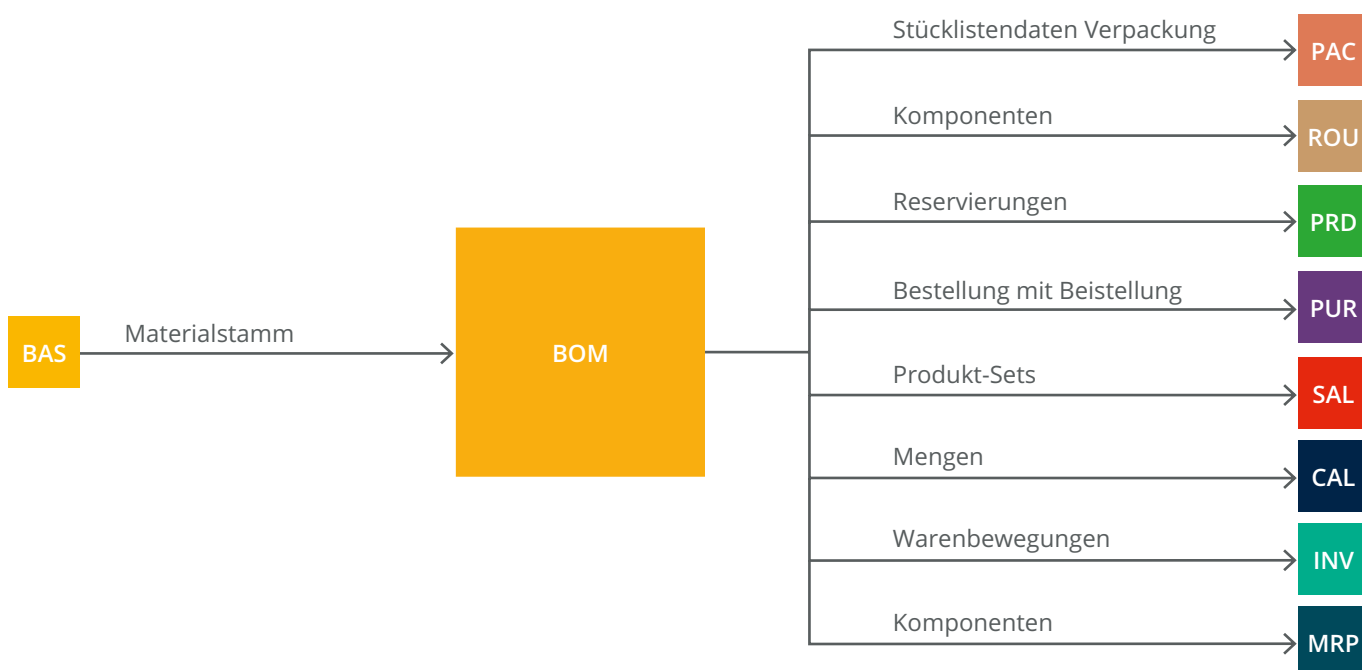 Stücklistendaten Verpackung
PAC
Komponenten
ROU
Reservierungen
PRD
Bestellung mit Beistellung
PUR
Materialstamm
BAS
BOM
Produkt-Sets
SAL
Mengen
CAL
Warenbewegungen
INV
Komponenten
MRP